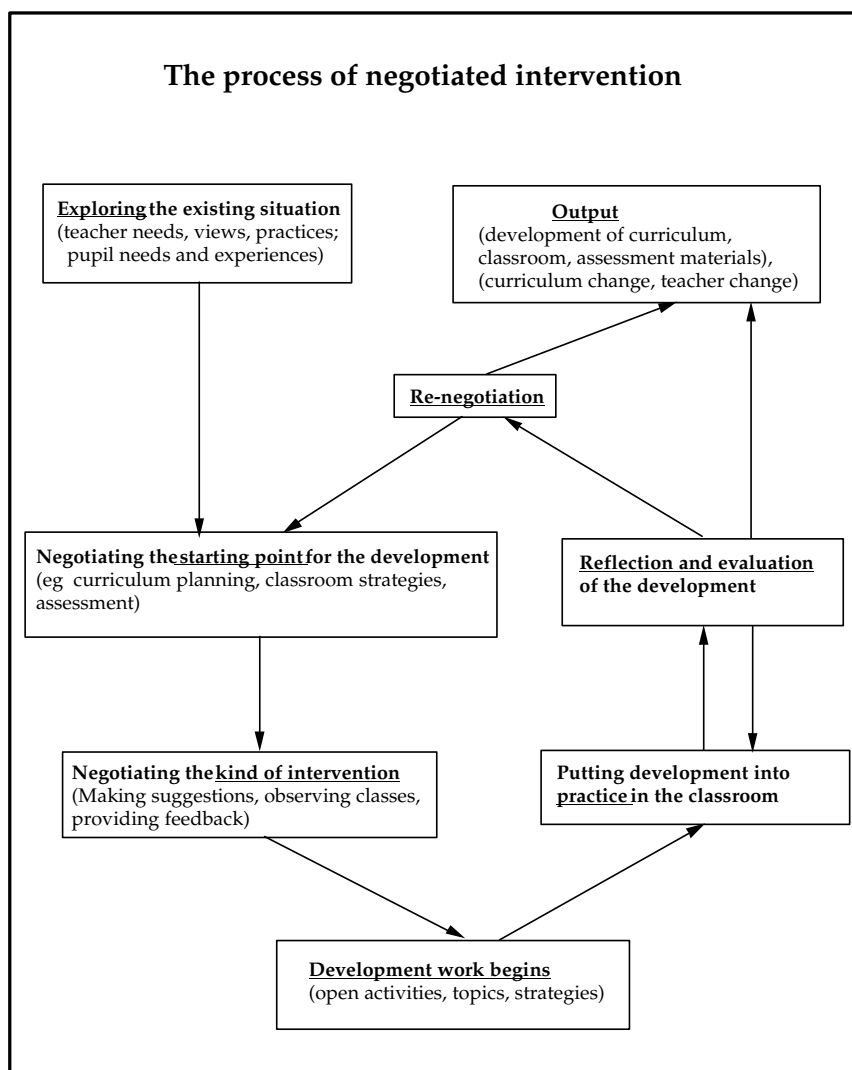 The process of negotiated intervention
Exploring the existing situation
(teacher needs, views, practices;
pupil needs and experiences)
Output
(development of curriculum,
classroom, assessment materials),
(curriculum change, teacher change)
Re-negotiation
Negotiating the starting point for the development
(eg curriculum planning, classroom strategies,
assessment)
Reflection and evaluation
of the development
Negotiating the kind of intervention
(Making suggestions, observing classes,
providing feedback)
Putting development into
practice in the classroom
Development work begins
(open activities, topics, strategies)